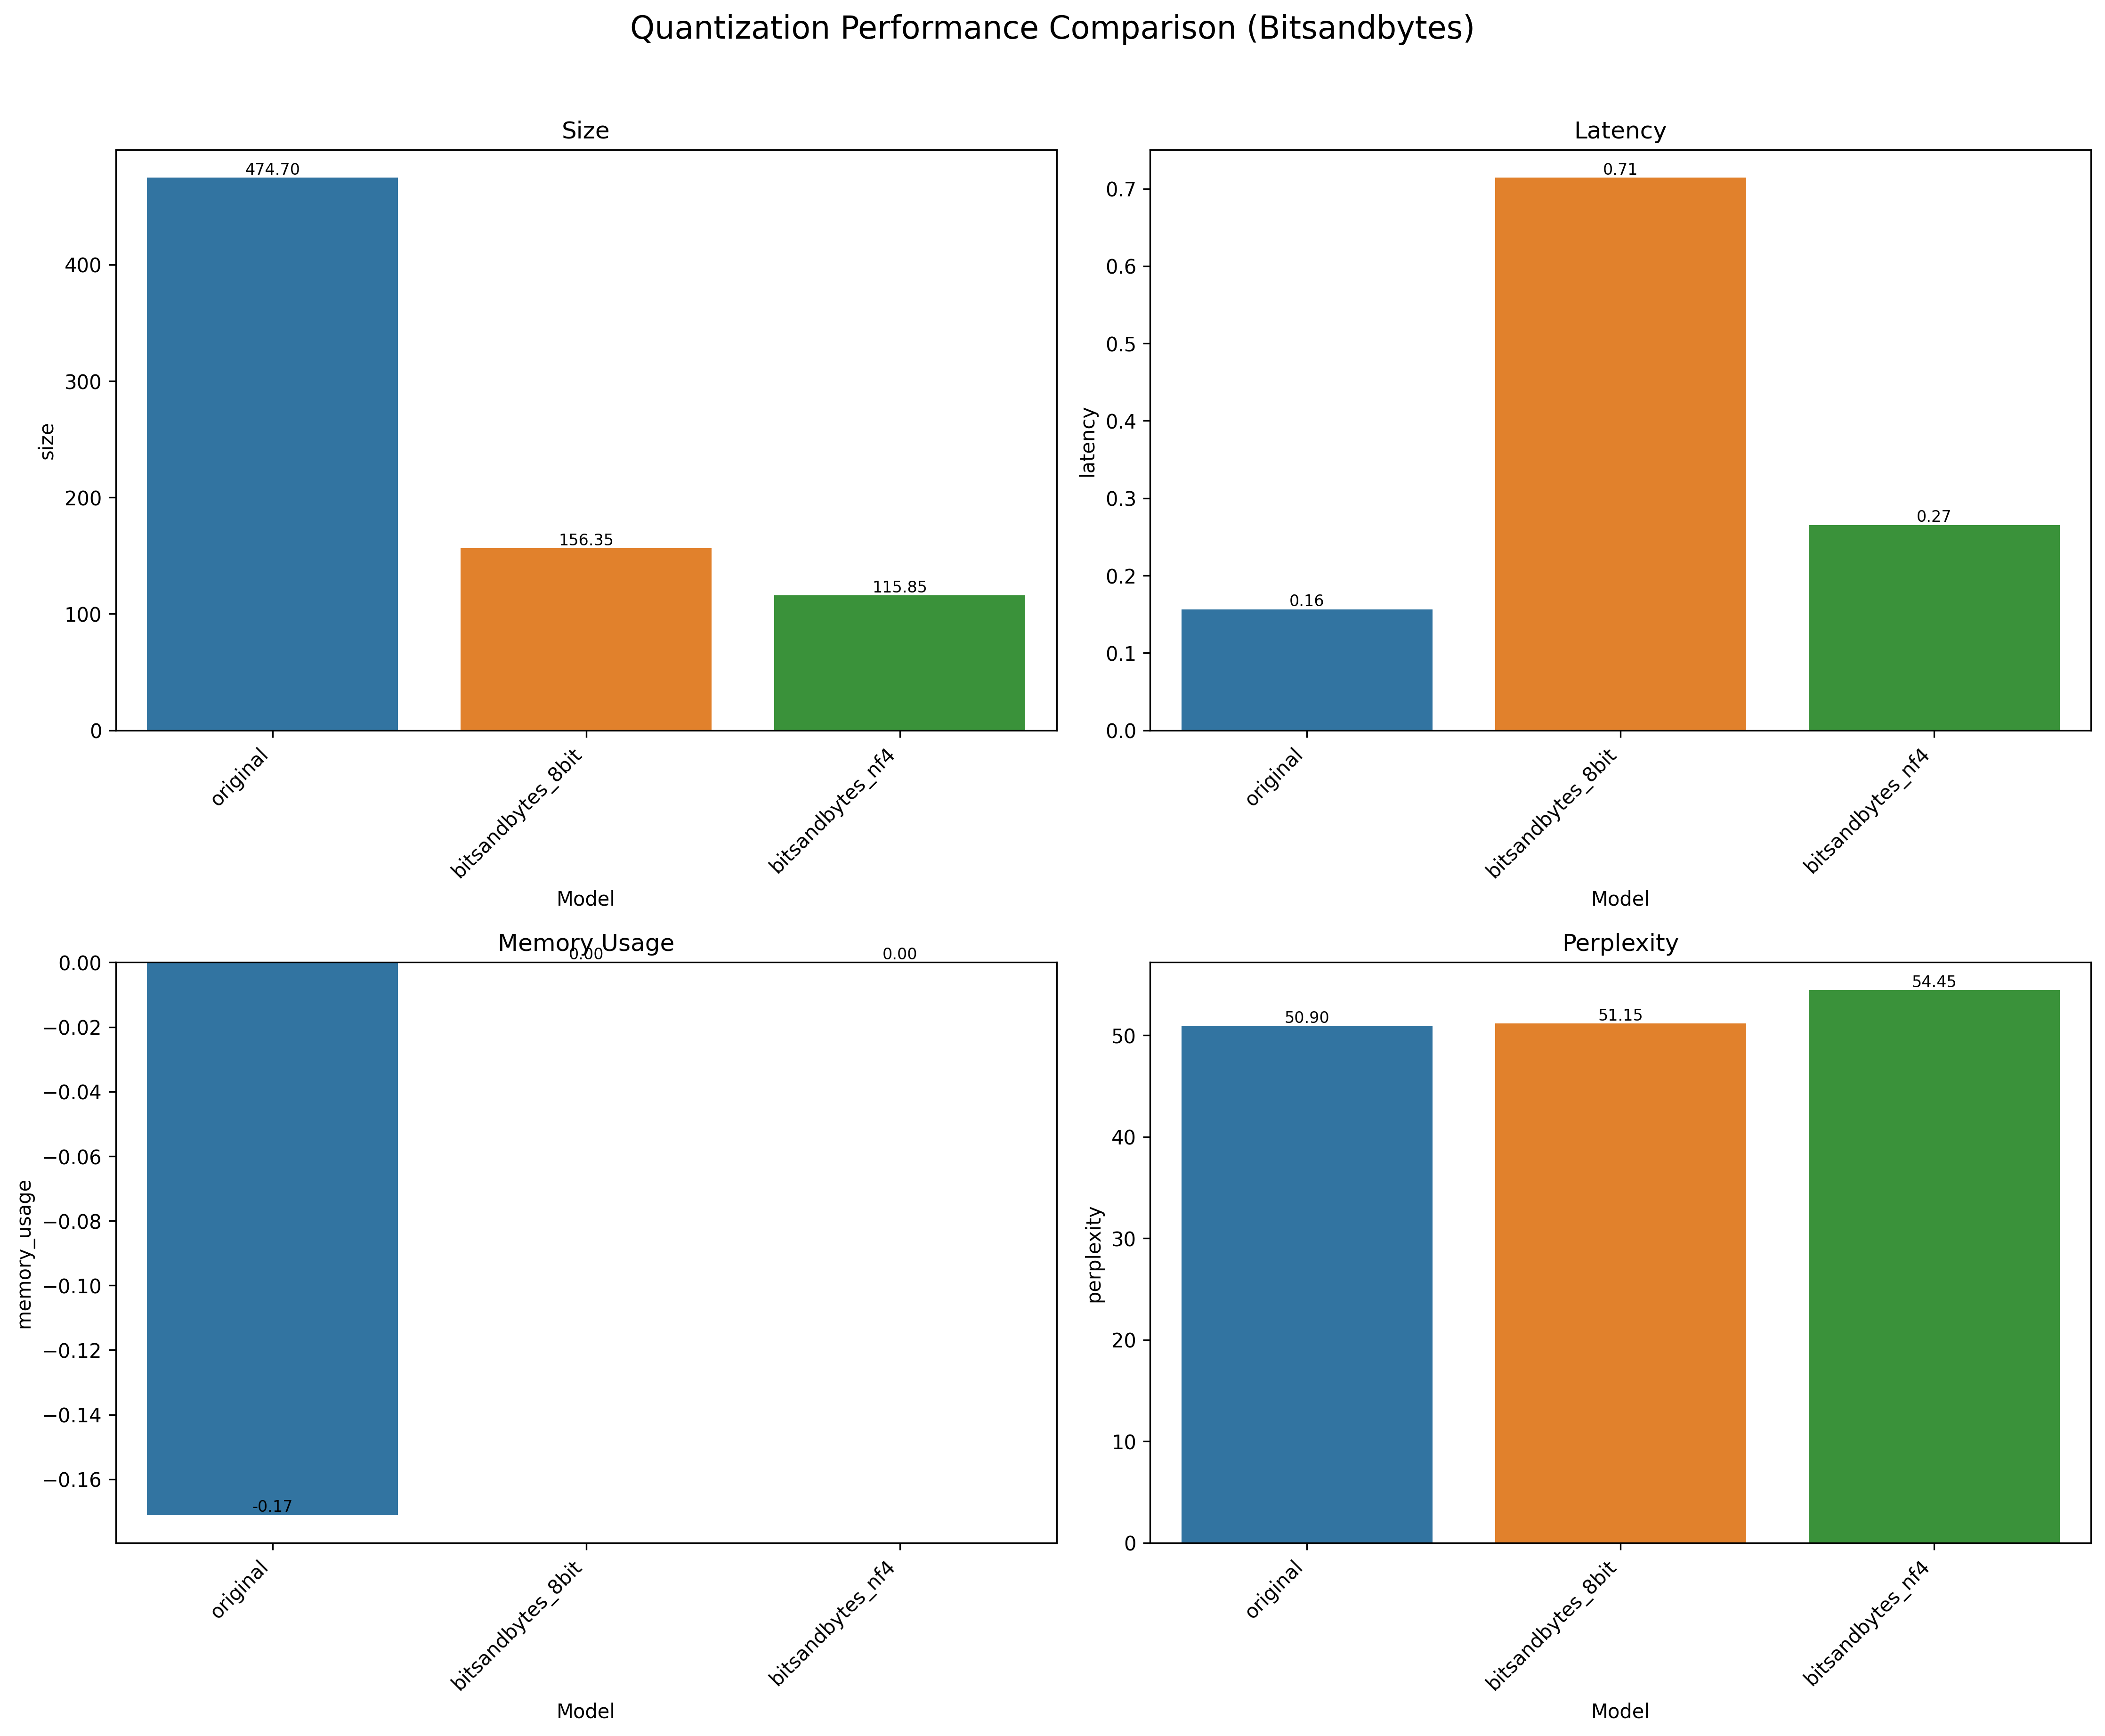 Quantization Performance Comparison (Bitsandbytes)
Size
474.70
156.35
115.85
400
300
200
100
0
size
original
bitsandbytes_8bit
bitsandbytes_nf4
Model
Latency
0.71
0.16
0.27
0.7
0.6
0.5
0.4
0.3
0.2
0.1
0.0
latency
original
bitsandbytes_8bit
bitsandbytes_nf4
Model
Memory Usage
0.00
0.00
-0.17
0.00
−0.02
−0.04
−0.06
−0.08
−0.10
−0.12
−0.14
−0.16
memory_usage
original
bitsandbytes_8bit
bitsandbytes_nf4
Model
Perplexity
50.90
51.15
54.45
50
40
30
20
10
0
perplexity
original
bitsandbytes_8bit
bitsandbytes_nf4
Model